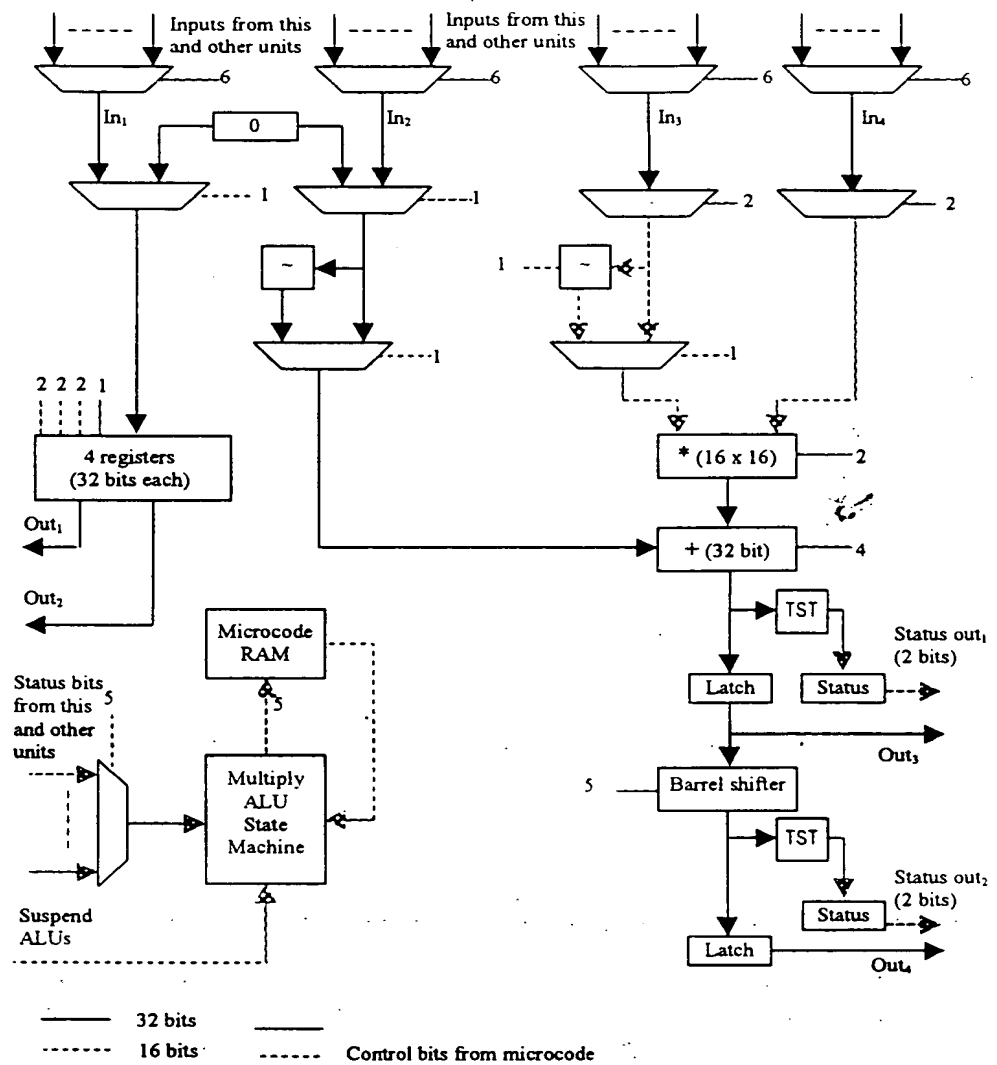 Inputs from this
and other units
Inputs from this
and other units
6
6
6
6
In₁
0
In₂
In₃
In₄
1
1
2
2
~
1
~
1
1
2 2 2 1
4 registers
(32 bits each)
* (16 x 16)
2
Out₁
+ (32 bit)
4
Out₂
Microcode
RAM
TST
Status out₁
(2 bits)
Status bits
from this
and other
units
5
5
Latch
Status
Out₃
Multiply
ALU
State
Machine
5
Barrel shifter
TST
Status out₂
(2 bits)
Suspend
ALUs
Status
Latch
Out₄
32 bits
16 bits
Control bits from microcode